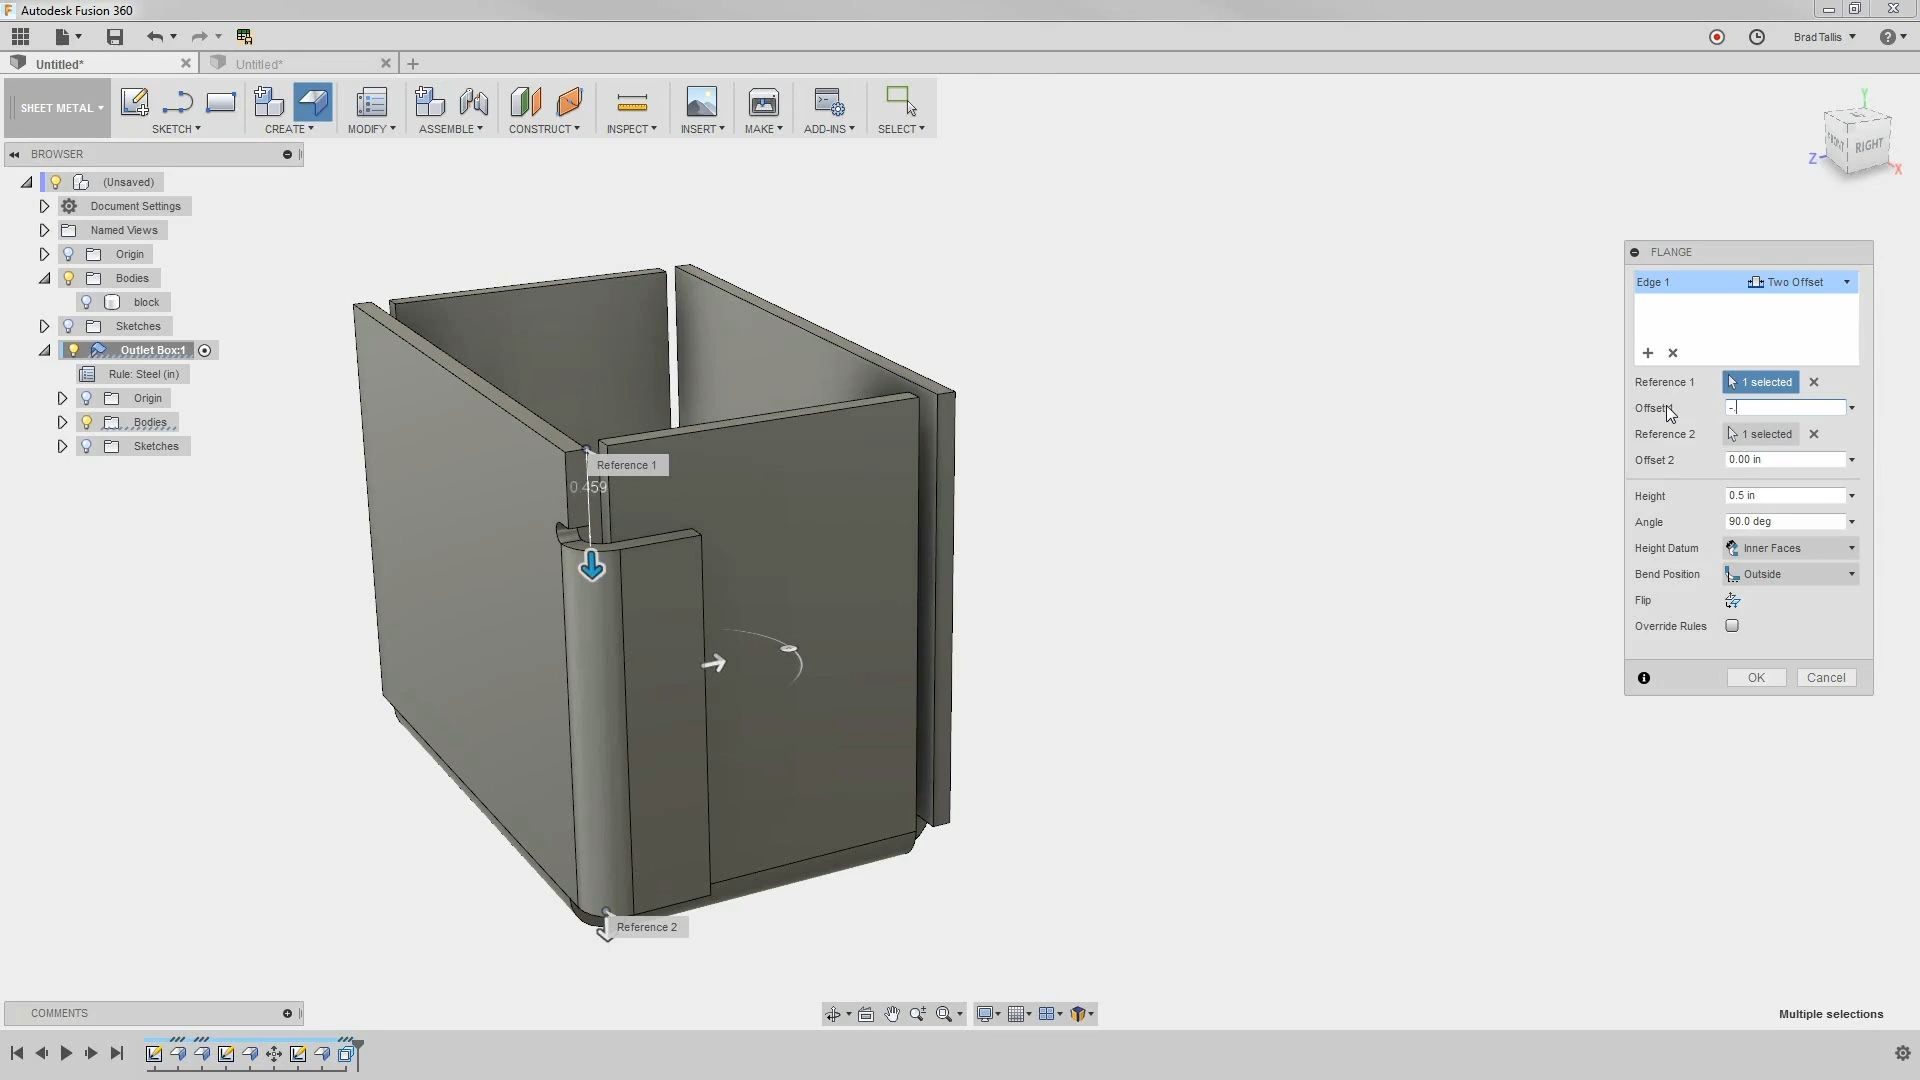 Autodesk Fusion 360
Brad Tallis
Untitled*
Untitled*
SHEET METAL
SKETCH
CREATE
MODIFY
ASSEMBLE
CONSTRUCT
INSPECT
INSERT
MAKE
ADD-INS
SELECT
BROWSER
(Unsaved)
Document Settings
Named Views
Origin
Bodies
block
Sketches
Outlet Box:1
Rule: Steel (in)
Origin
Bodies
Sketches
Y
RIGHT
Z
X
Reference 1
0.459
Reference 2
FLANGE
Edge 1 Two Offset
Reference 1 1 selected
Offset 1 -.
Reference 2 1 selected
Offset 2 0.00 in
Height 0.5 in
Angle 90.0 deg
Height Datum Inner Faces
Bend Position Outside
Flip
Override Rules
OK Cancel
COMMENTS
Multiple selections